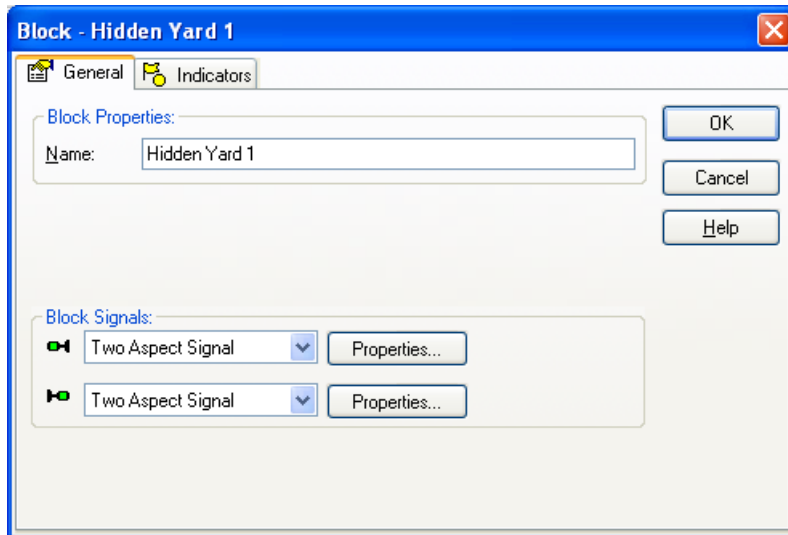 Block - Hidden Yard 1
General Indicators
Block Properties:
Name: Hidden Yard 1
OK
Cancel
Help
Block Signals:
Two Aspect Signal Properties...
Two Aspect Signal Properties...